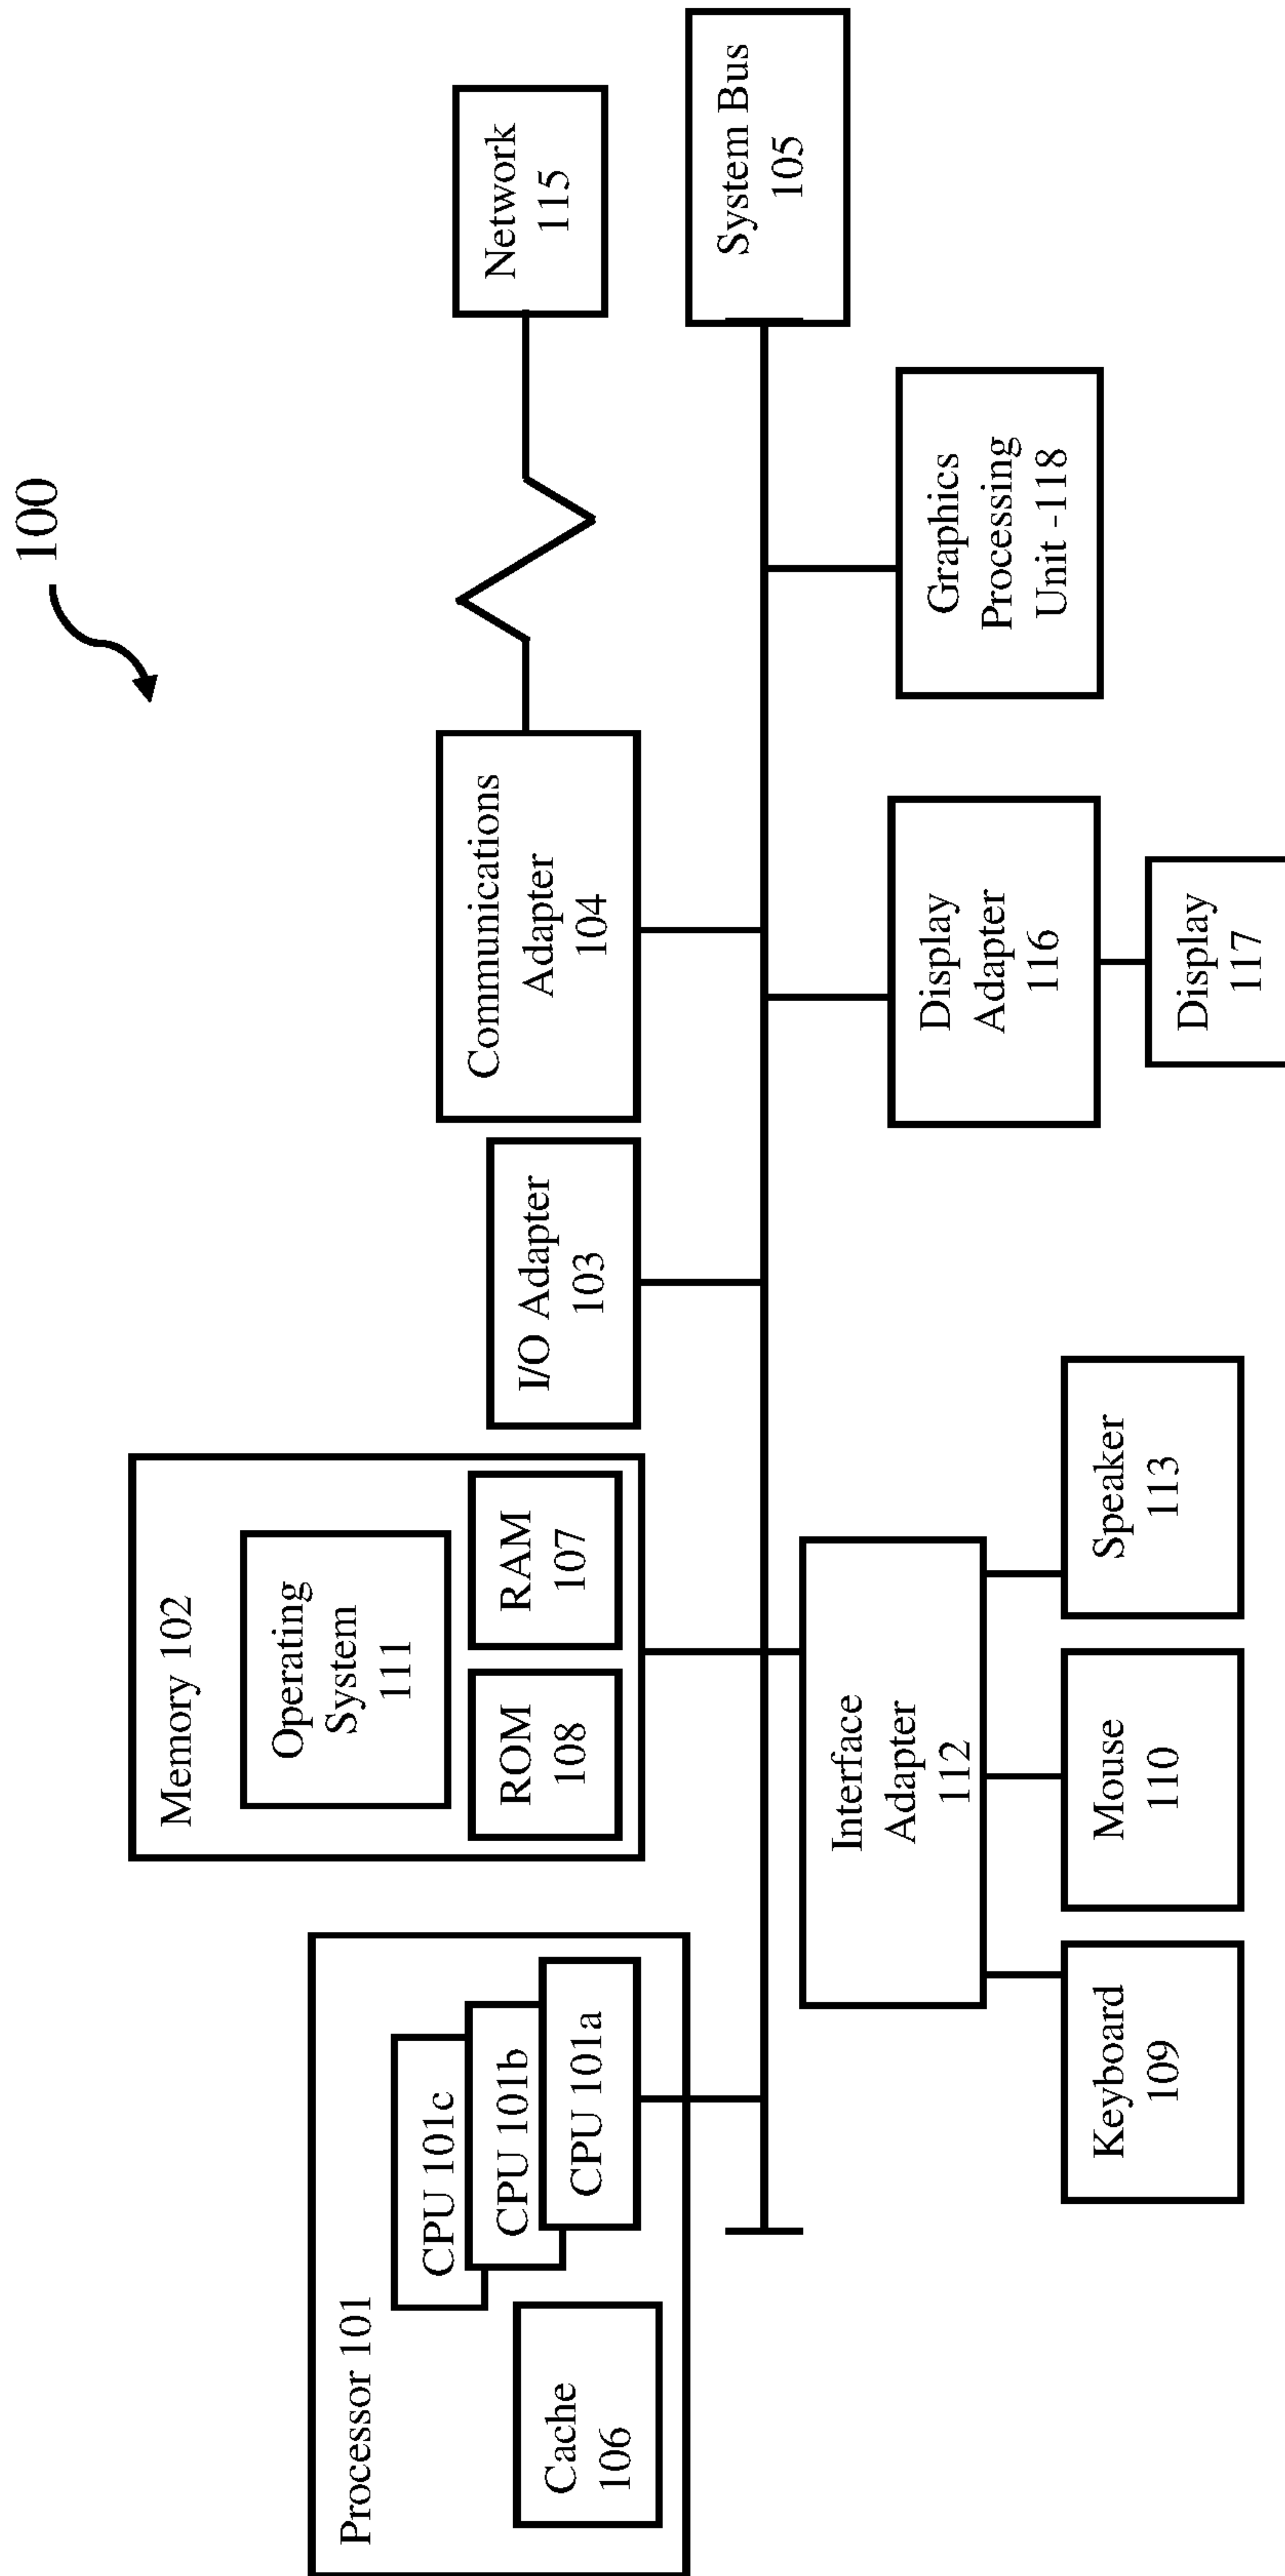 100
Processor 101
CPU 101c
CPU 101b
CPU 101a
Cache
106
Memory 102
Operating
System
111
ROM
108
RAM
107
I/O Adapter
103
Communications
Adapter
104
Network
115
System Bus
105
Interface
Adapter
112
Keyboard
109
Mouse
110
Speaker
113
Display
Adapter
116
Display
117
Graphics
Processing
Unit -118